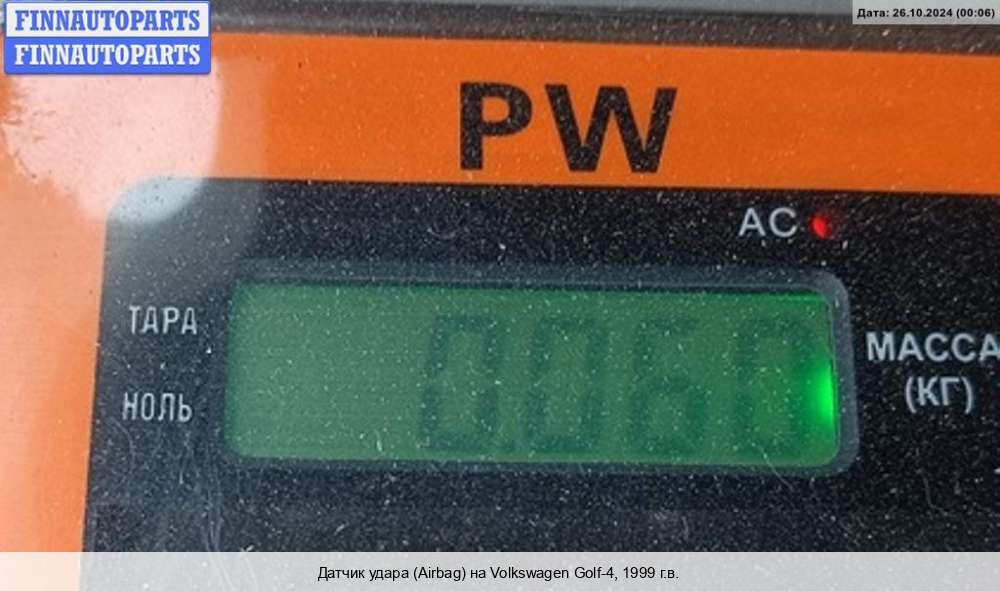 FINNAUTOPARTS
FINNAUTOPARTS
Дата: 26.10.2024 (00:06)
PW
AC
ТАРА
НОЛЬ
0.060
МАССА
(КГ)
Датчик удара (Airbag) на Volkswagen Golf-4, 1999 г.в.